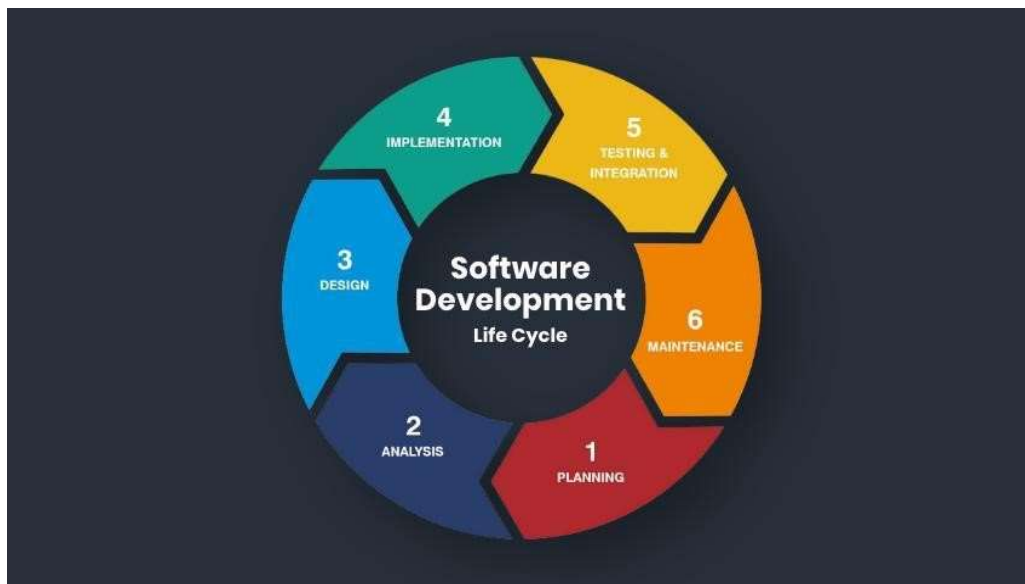 Software
Development
Life Cycle
1
PLANNING
2
ANALYSIS
3
DESIGN
4
IMPLEMENTATION
5
TESTING &
INTEGRATION
6
MAINTENANCE